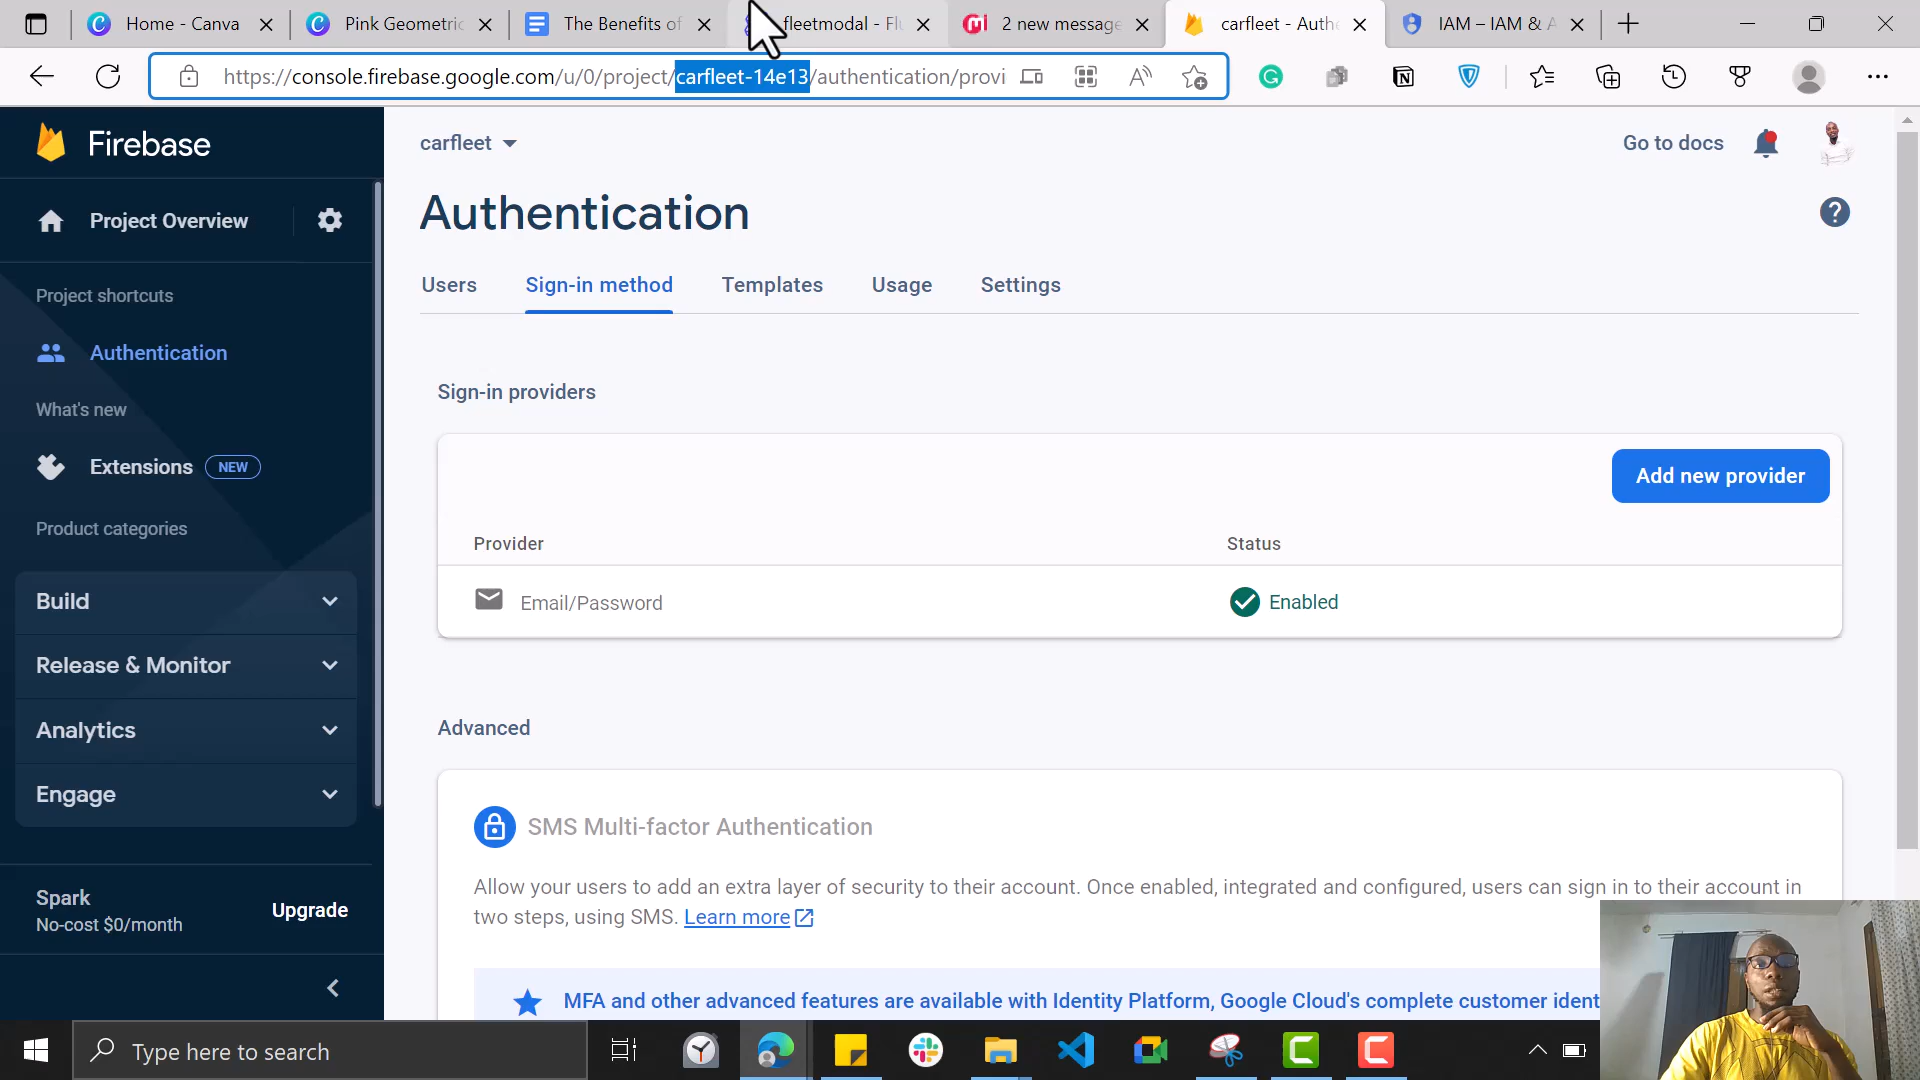 Home - Canva
Pink Geometric
The Benefits of
fleetmodal - Fl
2 new message
carfleet - Authe
IAM – IAM & A
https://console.firebase.google.com/u/0/project/carfleet-14e13/authentication/provi
Firebase
carfleet
Go to docs
Project Overview
Authentication
Users
Sign-in method
Templates
Usage
Settings
Project shortcuts
Authentication
What's new
Extensions
NEW
Product categories
Build
Release & Monitor
Analytics
Engage
Spark
No-cost $0/month
Upgrade
Sign-in providers
Add new provider
Provider
Status
Email/Password
Enabled
Advanced
SMS Multi-factor Authentication
Allow your users to add an extra layer of security to their account. Once enabled, integrated and configured, users can sign in to their account in
two steps, using SMS. Learn more
MFA and other advanced features are available with Identity Platform, Google Cloud's complete customer ident
Type here to search